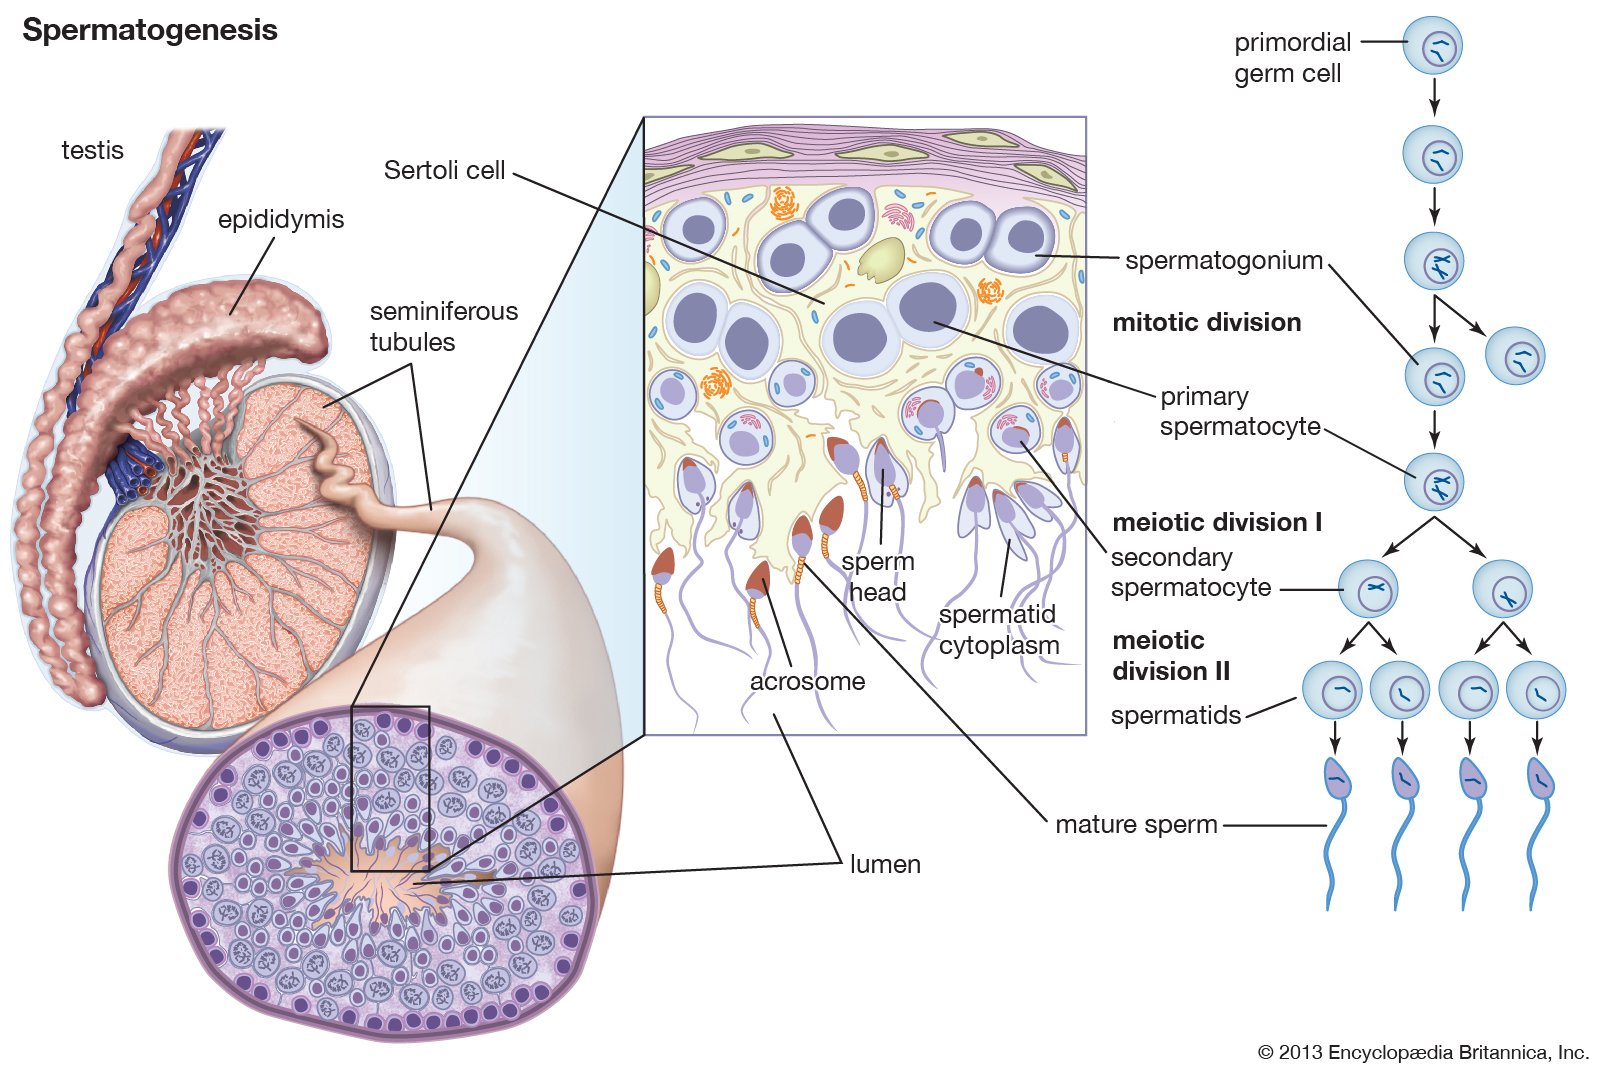 Spermatogenesis
testis
epididymis
seminiferous
tubules
Sertoli cell
sperm
head
spermatid
cytoplasm
acrosome
lumen
primordial
germ cell
spermatogonium
mitotic division
primary
spermatocyte
meiotic division I
secondary
spermatocyte
meiotic
division II
spermatids
mature sperm
© 2013 Encyclopædia Britannica, Inc.